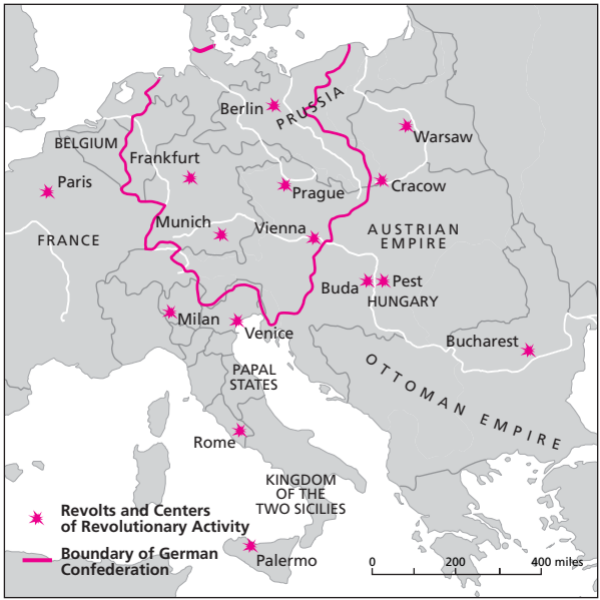 Berlin
PRUSSIA
Warsaw
BELGIUM
Frankfurt
Paris
Prague
Cracow
Munich
Vienna
FRANCE
AUSTRIAN
EMPIRE
Buda
Pest
HUNGARY
Milan
Venice
Bucharest
PAPAL
STATES
OTTOMAN EMPIRE
Rome
KINGDOM
OF THE
TWO SICILIES
Palermo
Revolts and Centers
of Revolutionary Activity
Boundary of German
Confederation
0 200 400 miles